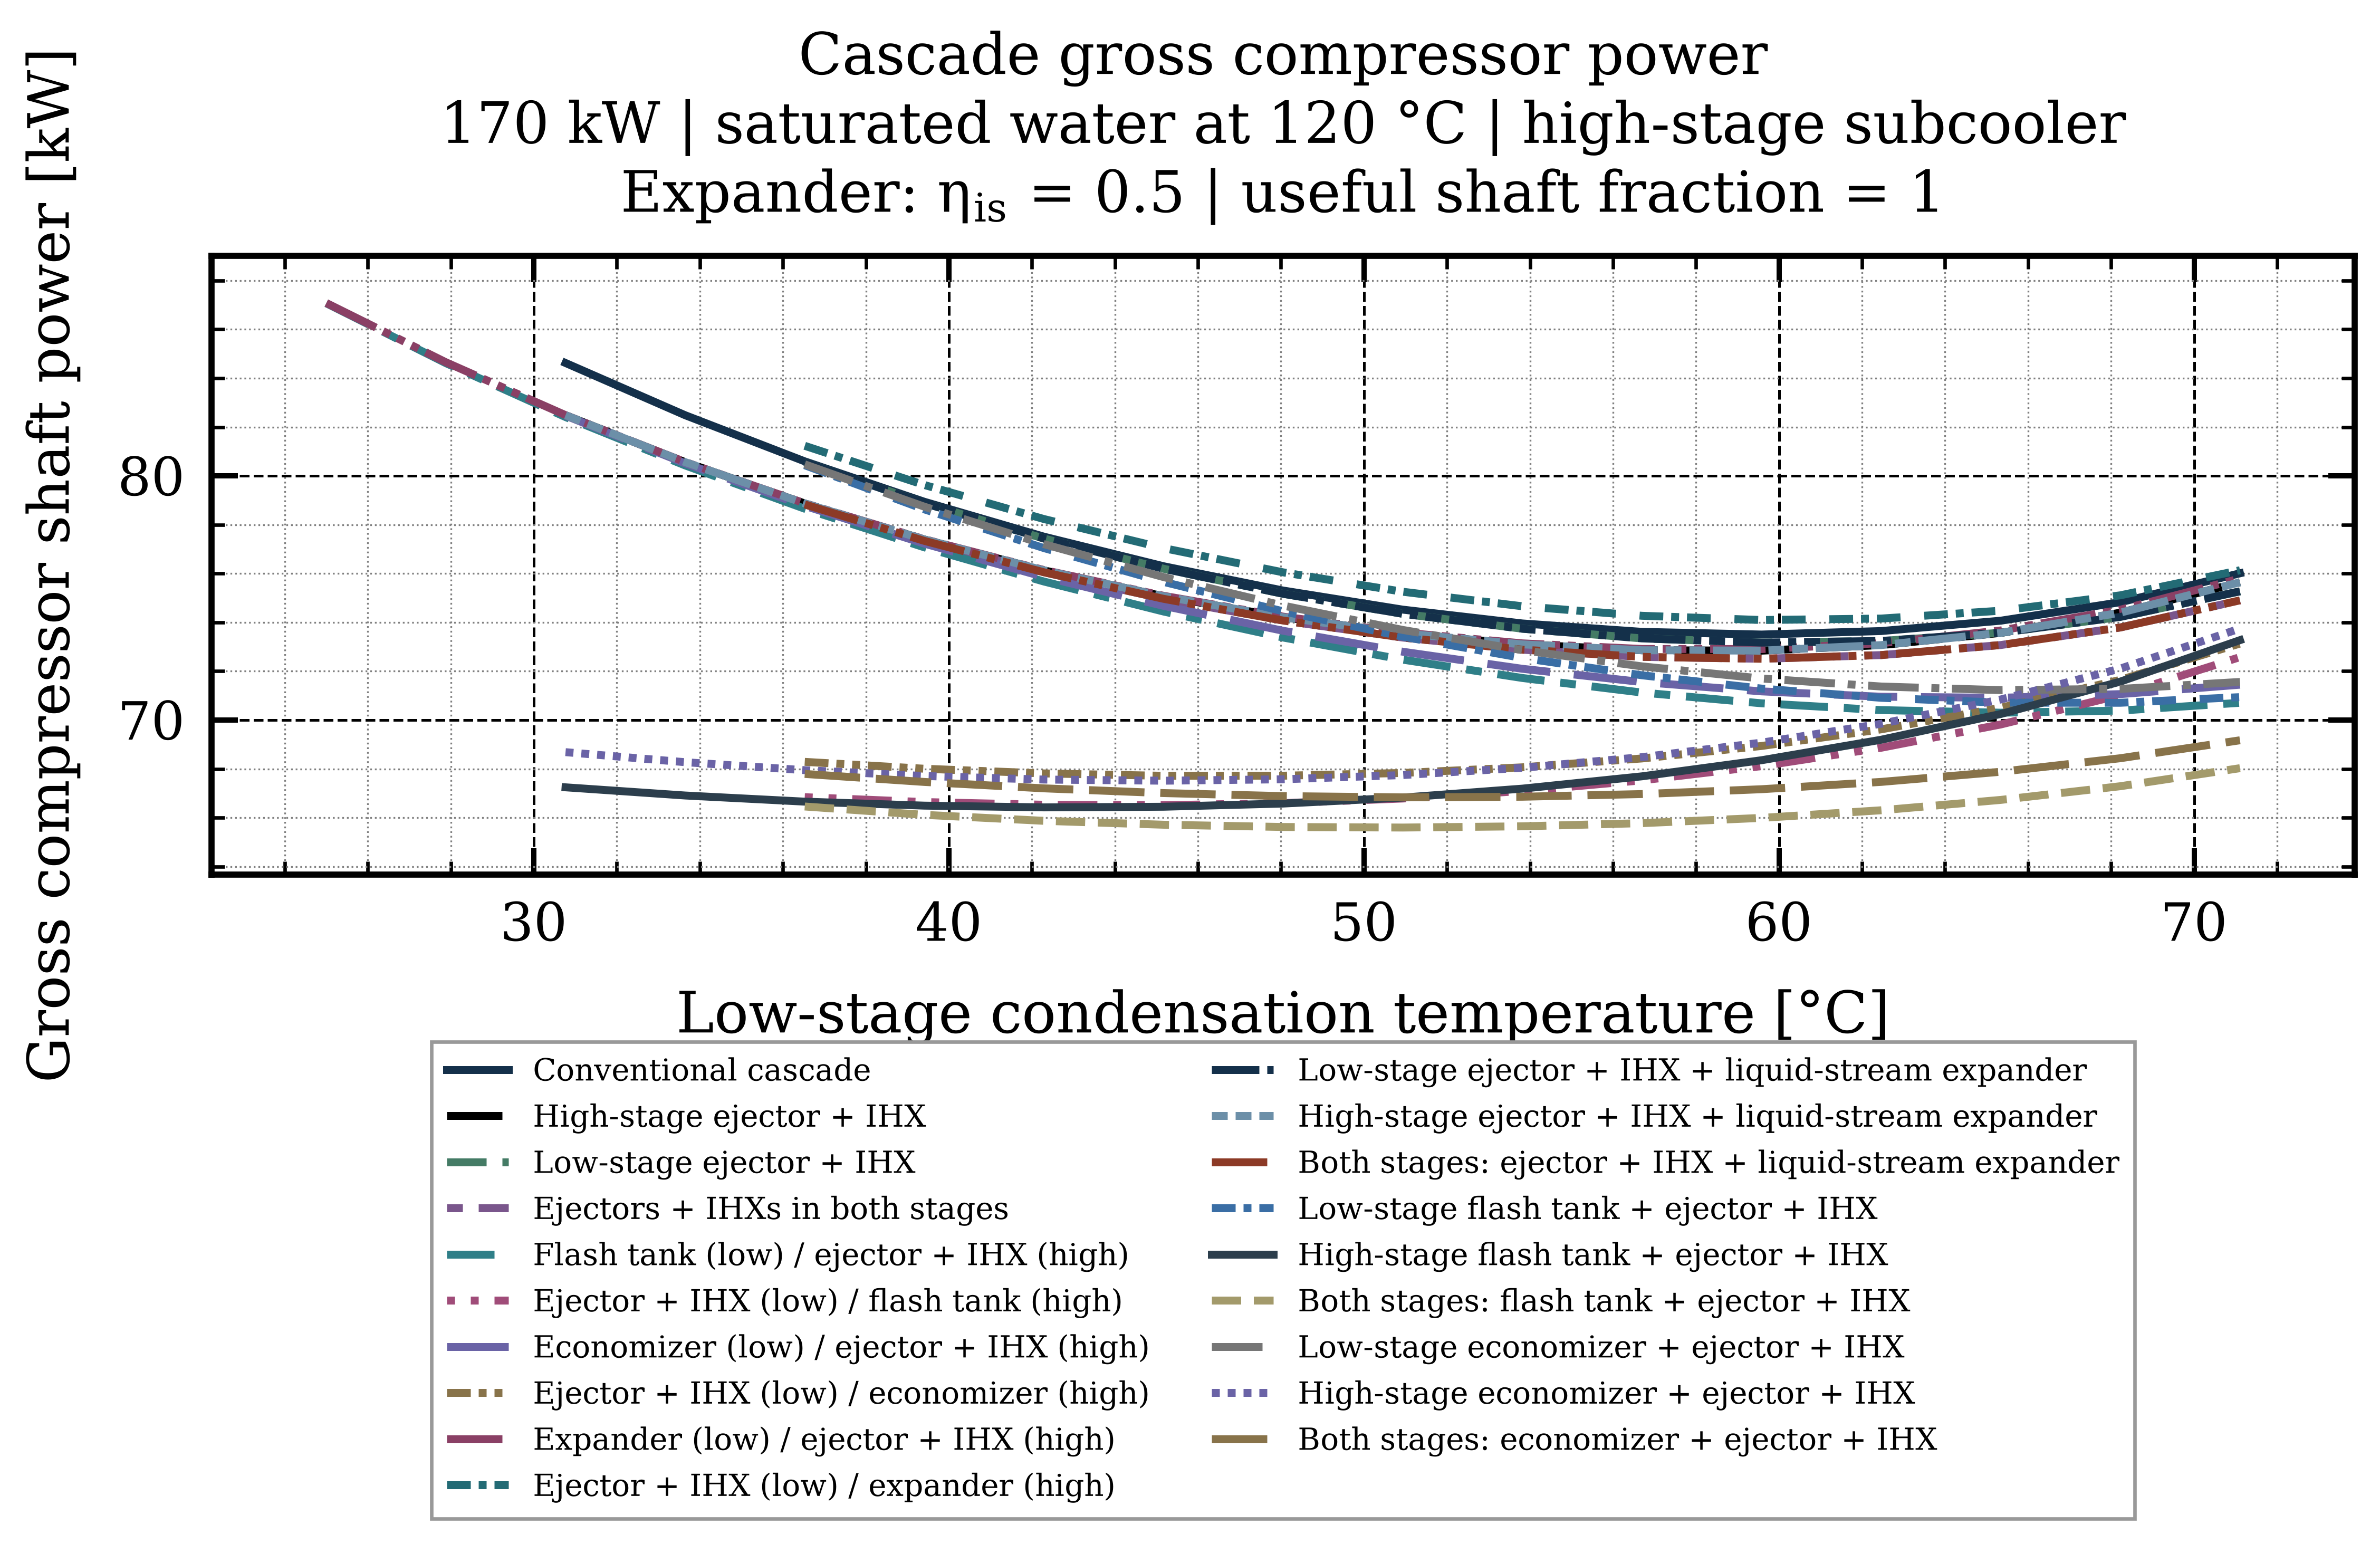 Cascade gross compressor power
170 kW | saturated water at 120 °C | high-stage subcooler
Expander: ηis = 0.5 | useful shaft fraction = 1
Gross compressor shaft power [kW]
80
70
30 40 50 60 70
Low-stage condensation temperature [°C]
Conventional cascade
High-stage ejector + IHX
Low-stage ejector + IHX
Ejectors + IHXs in both stages
Flash tank (low) / ejector + IHX (high)
Ejector + IHX (low) / flash tank (high)
Economizer (low) / ejector + IHX (high)
Ejector + IHX (low) / economizer (high)
Expander (low) / ejector + IHX (high)
Ejector + IHX (low) / expander (high)
Low-stage ejector + IHX + liquid-stream expander
High-stage ejector + IHX + liquid-stream expander
Both stages: ejector + IHX + liquid-stream expander
Low-stage flash tank + ejector + IHX
High-stage flash tank + ejector + IHX
Both stages: flash tank + ejector + IHX
Low-stage economizer + ejector + IHX
High-stage economizer + ejector + IHX
Both stages: economizer + ejector + IHX